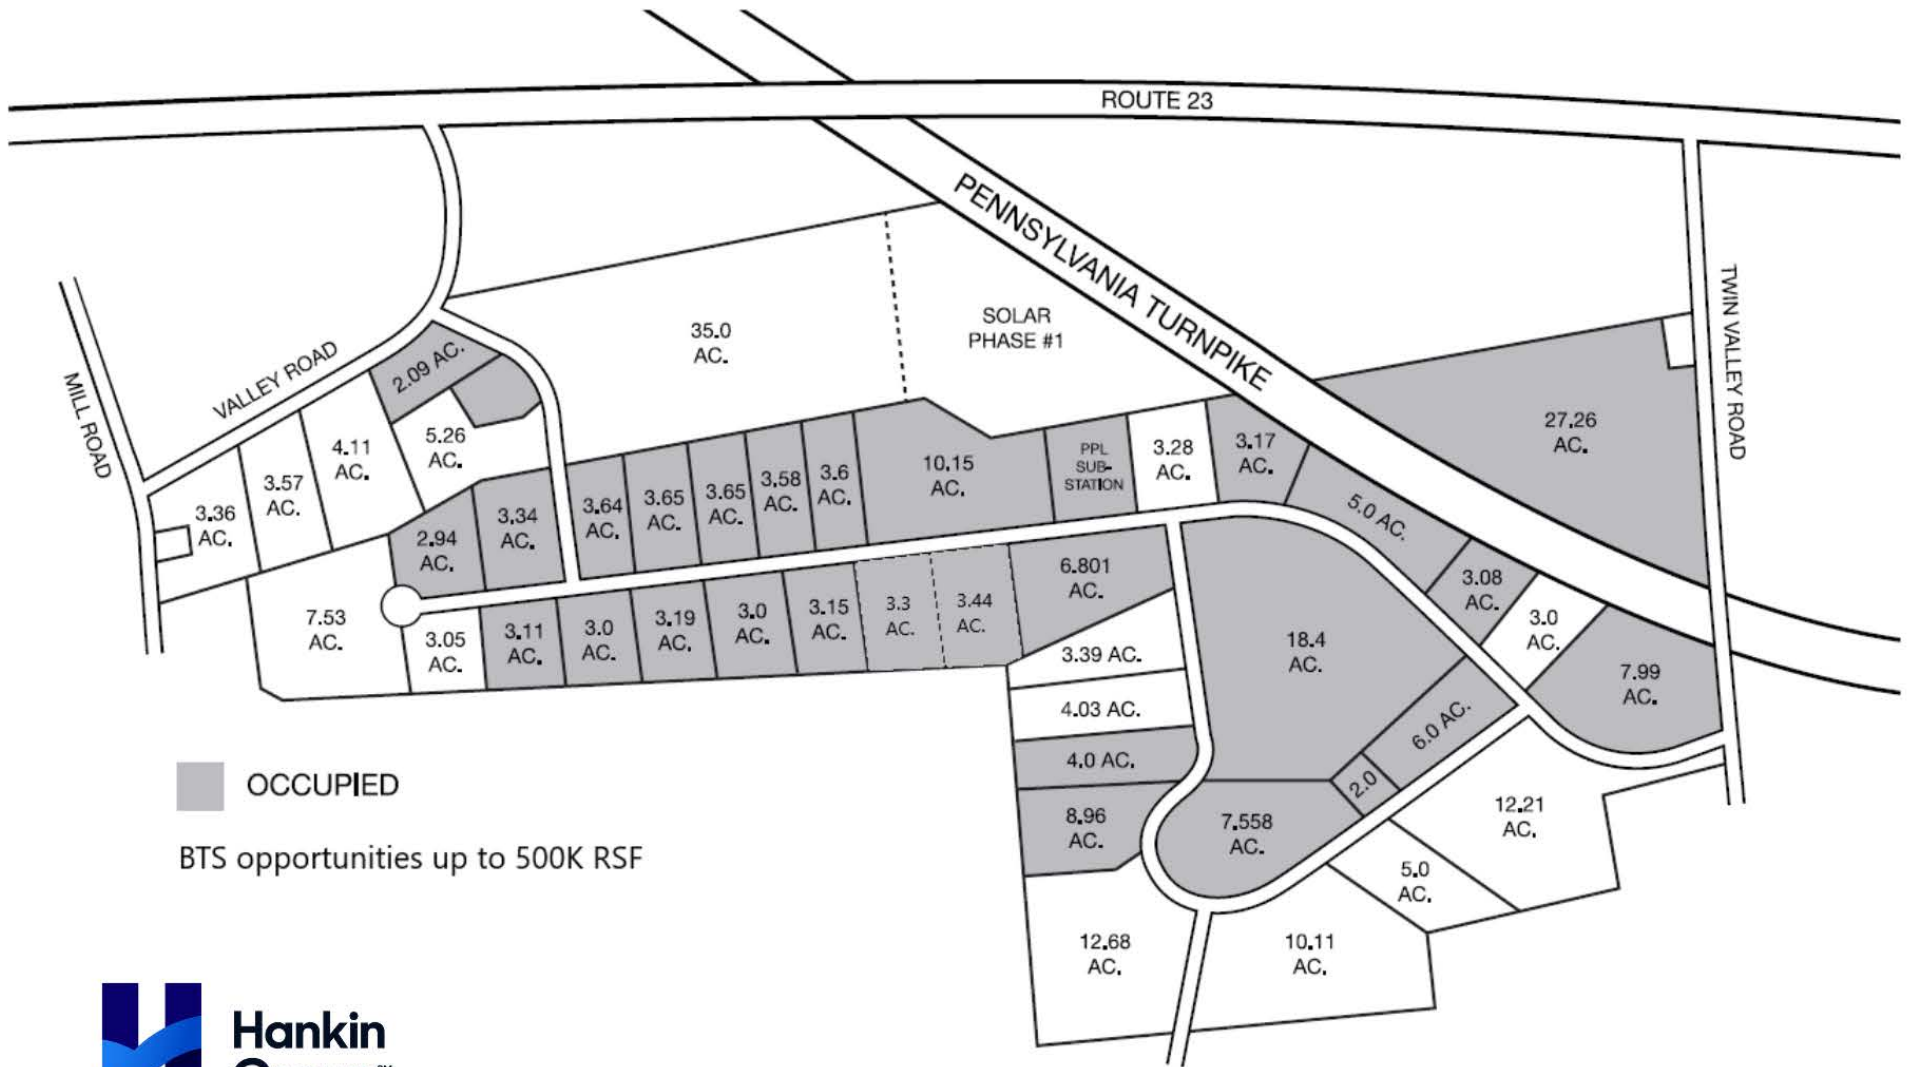 ROUTE 23
PENNSYLVANIA TURNPIKE
TWIN VALLEY ROAD
MILL ROAD
VALLEY ROAD
35.0
AC.
SOLAR
PHASE #1
2.09 AC.
5.26
AC.
4.11
AC.
3.57
AC.
3.36
AC.
27.26
AC.
2.94
AC.
3.34
AC.
3.64
AC.
3.65
AC.
3.65
AC.
3.58
AC.
3.6
AC.
10.15
AC.
PPL
SUB-
STATION
3.28
AC.
3.17
AC.
5.0 AC.
3.08
AC.
3.0
AC.
7.99
AC.
7.53
AC.
3.05
AC.
3.11
AC.
3.0
AC.
3.19
AC.
3.0
AC.
3.15
AC.
3.3
AC.
3.44
AC.
6.801
AC.
3.39 AC.
4.03 AC.
4.0 AC.
8.96
AC.
18.4
AC.
6.0 AC.
2.0
7.558
AC.
12.21
AC.
5.0
AC.
12.68
AC.
10.11
AC.
OCCUPIED
BTS opportunities up to 500K RSF
Hankin